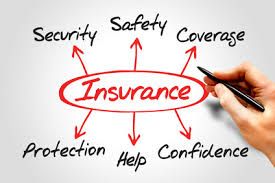 Security Safety Coverage
Insurance
Protection Help Confidence